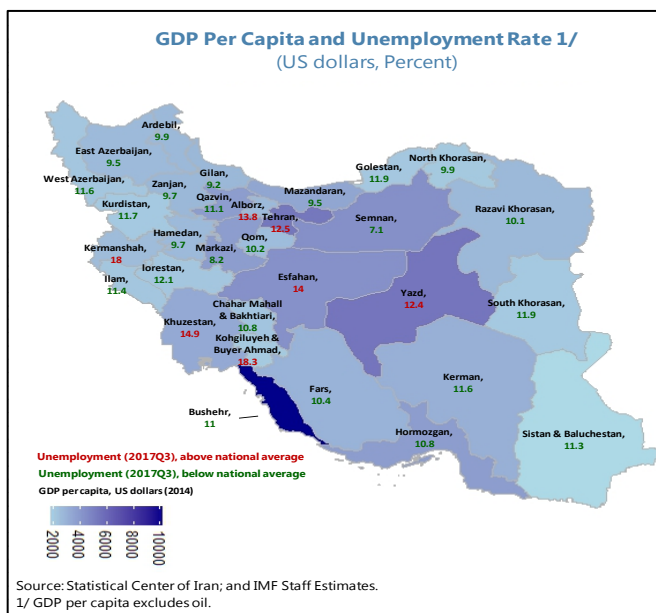 GDP Per Capita and Unemployment Rate 1/
(US dollars, Percent)
Ardebil,
9.9
East Azerbaijan,
9.5
West Azerbaijan,
11.6
Zanjan,
9.7
Gilan,
9.2
Qazvin,
11.1
Kurdistan,
11.7
Alborz,
13.8
Tehran,
12.5
Mazandaran,
9.5
Golestan,
11.9
North Khorasan,
9.9
Semnan,
7.1
Razavi Khorasan,
10.1
Hamedan,
9.7
Markazi,
8.2
Qom,
10.2
Kermanshah,
18
Ilam,
11.4
lorestan,
12.1
Esfahan,
14
Yazd,
12.4
South Khorasan,
11.9
Khuzestan,
14.9
Chahar Mahall
& Bakhtiari,
10.8
Kohgiluyeh &
Buyer Ahmad,
18.3
Fars,
10.4
Kerman,
11.6
Bushehr,
11
Hormozgan,
10.8
Sistan & Baluchestan,
11.3
Unemployment (2017Q3), above national average
Unemployment (2017Q3), below national average
GDP per capita, US dollars (2014)
2000 4000 6000 8000 10000
Source: Statistical Center of Iran; and IMF Staff Estimates.
1/ GDP per capita excludes oil.